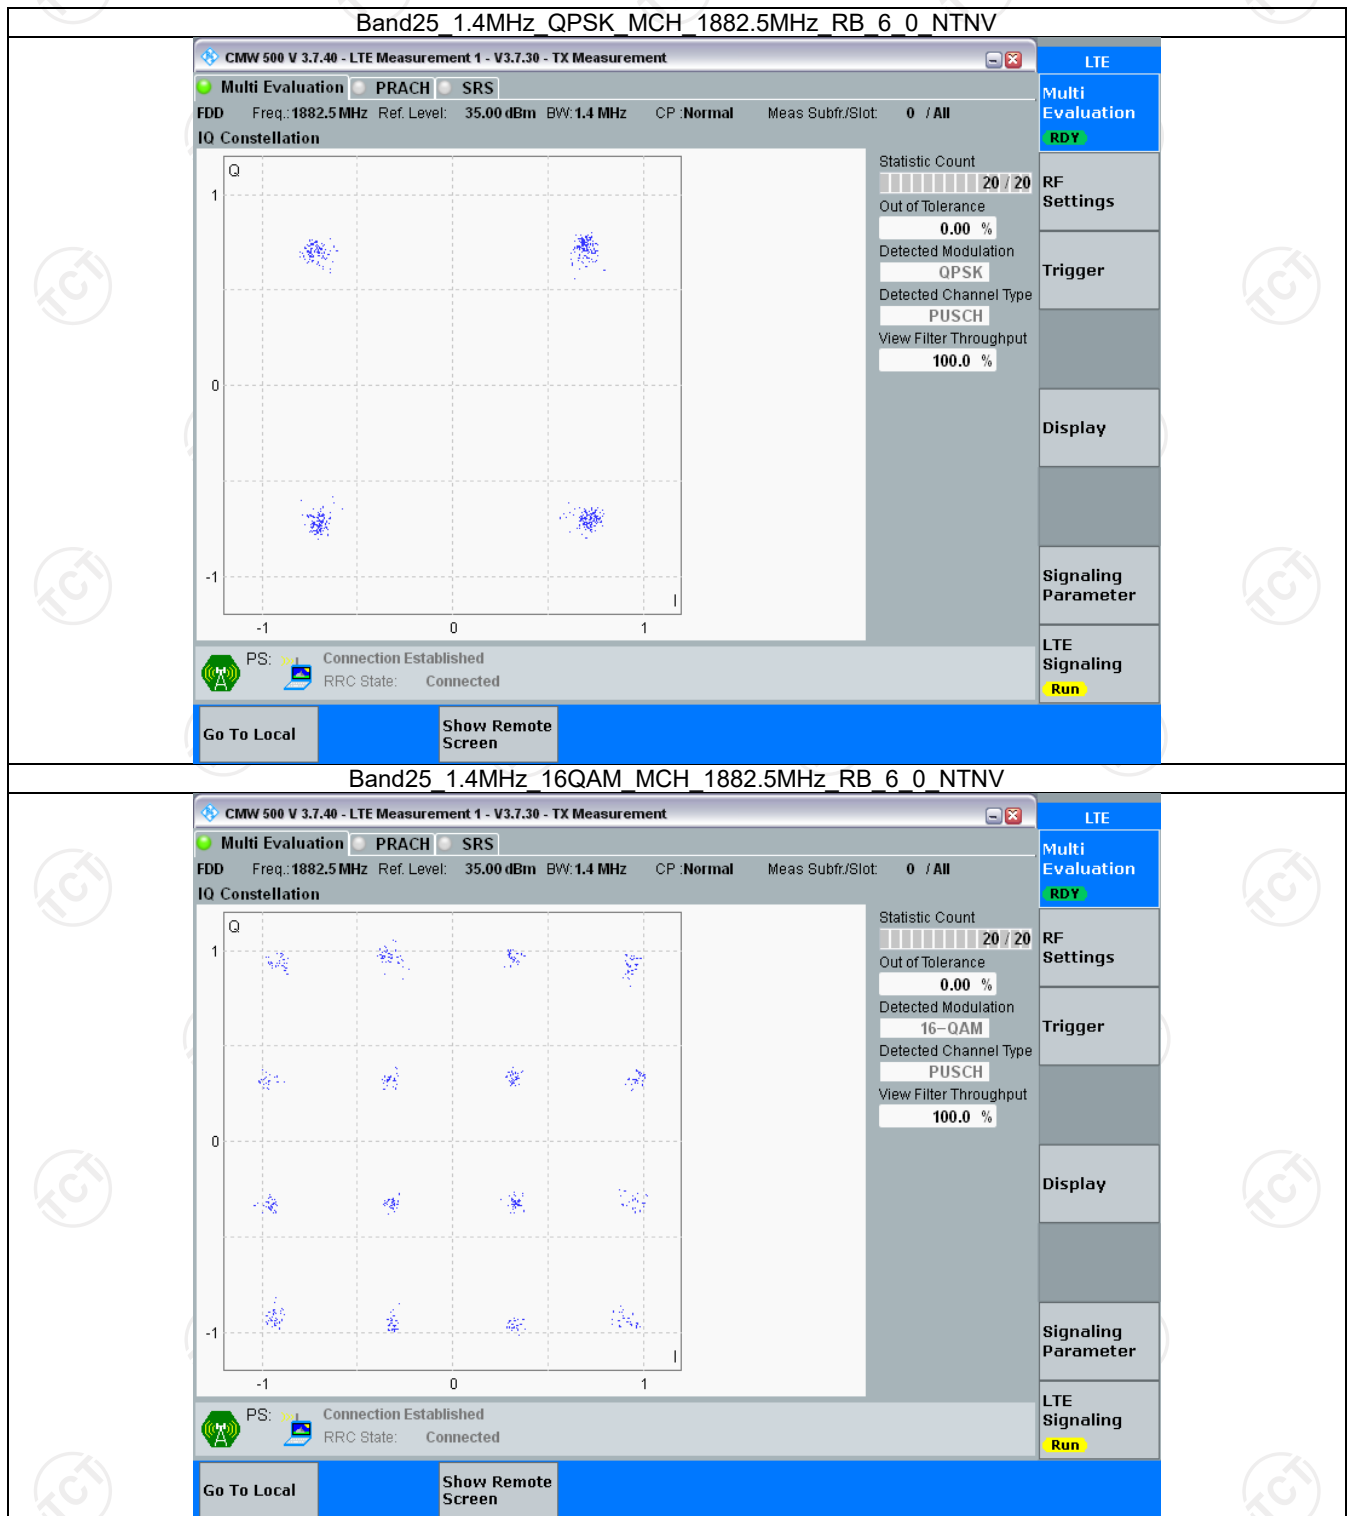 Band25_1.4MHz_QPSK_MCH_1882.5MHz_RB_6_0_NTNV
CMW 500 V 3.7.40 - LTE Measurement 1 - V3.7.30 - TX Measurement
LTE
Multi Evaluation PRACH SRS
Multi
Evaluation
RDY
FDD Freq.: 1882.5 MHz Ref. Level: 35.00 dBm BW: 1.4 MHz CP : Normal Meas Subfr./Slot: 0 / All
IQ Constellation
Q
1
0
-1
I
-1 0 1
Statistic Count
20 / 20
Out of Tolerance
0.00 %
Detected Modulation
QPSK
Detected Channel Type
PUSCH
View Filter Throughput
100.0 %
RF
Settings
Trigger
Display
Signaling
Parameter
LTE
Signaling
Run
PS: Connection Established
RRC State: Connected
Go To Local
Show Remote
Screen
Band25_1.4MHz_16QAM_MCH_1882.5MHz_RB_6_0_NTNV
CMW 500 V 3.7.40 - LTE Measurement 1 - V3.7.30 - TX Measurement
LTE
Multi Evaluation PRACH SRS
Multi
Evaluation
RDY
FDD Freq.: 1882.5 MHz Ref. Level: 35.00 dBm BW: 1.4 MHz CP : Normal Meas Subfr./Slot: 0 / All
IQ Constellation
Q
1
0
-1
I
-1 0 1
Statistic Count
20 / 20
Out of Tolerance
0.00 %
Detected Modulation
16-QAM
Detected Channel Type
PUSCH
View Filter Throughput
100.0 %
RF
Settings
Trigger
Display
Signaling
Parameter
LTE
Signaling
Run
PS: Connection Established
RRC State: Connected
Go To Local
Show Remote
Screen
TCT
TCT
TCT
TCT
TCT
TCT
TCT
TCT
TCT
TCT